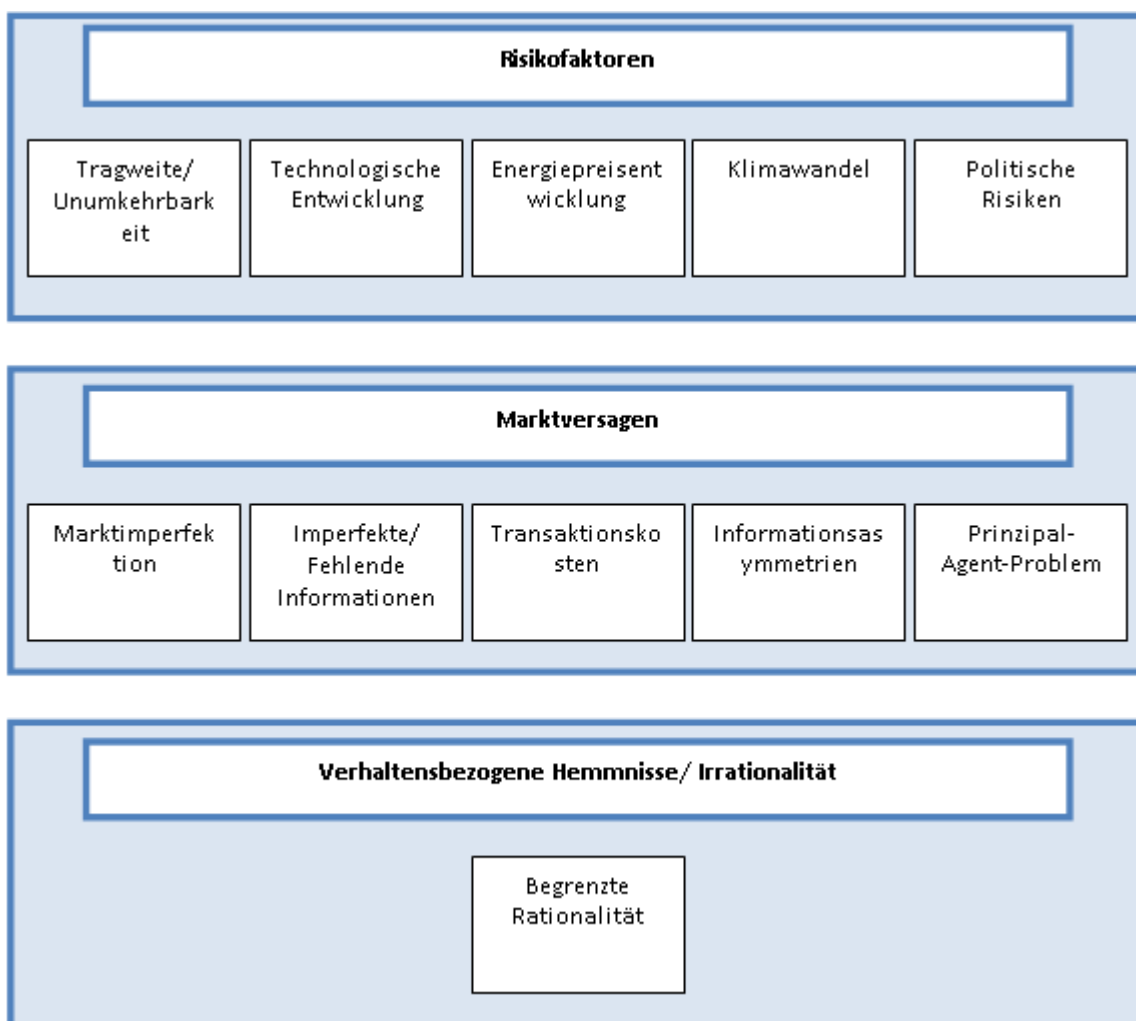 Risikofaktoren
Tragweite/
Unumkehrbark
eit
Technologische
Entwicklung
Energiepreisent
wicklung
Klimawandel
Politische
Risiken
Marktversagen
Marktimperfek
tion
Imperfekte/
Fehlende
Informationen
Transaktionsko
sten
Informationsas
ymmetrien
Prinzipal-
Agent-Problem
Verhaltensbezogene Hemmnisse/ Irrationalität
Begrenzte
Rationalität